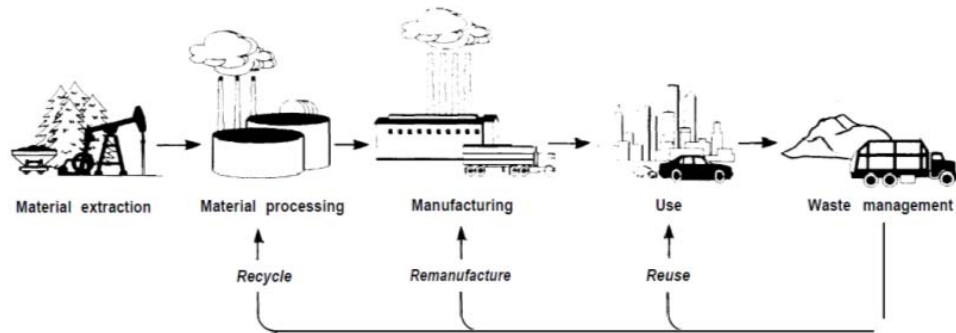 Material extraction
Material processing
Manufacturing
Use
Waste management
Recycle
Remanufacture
Reuse